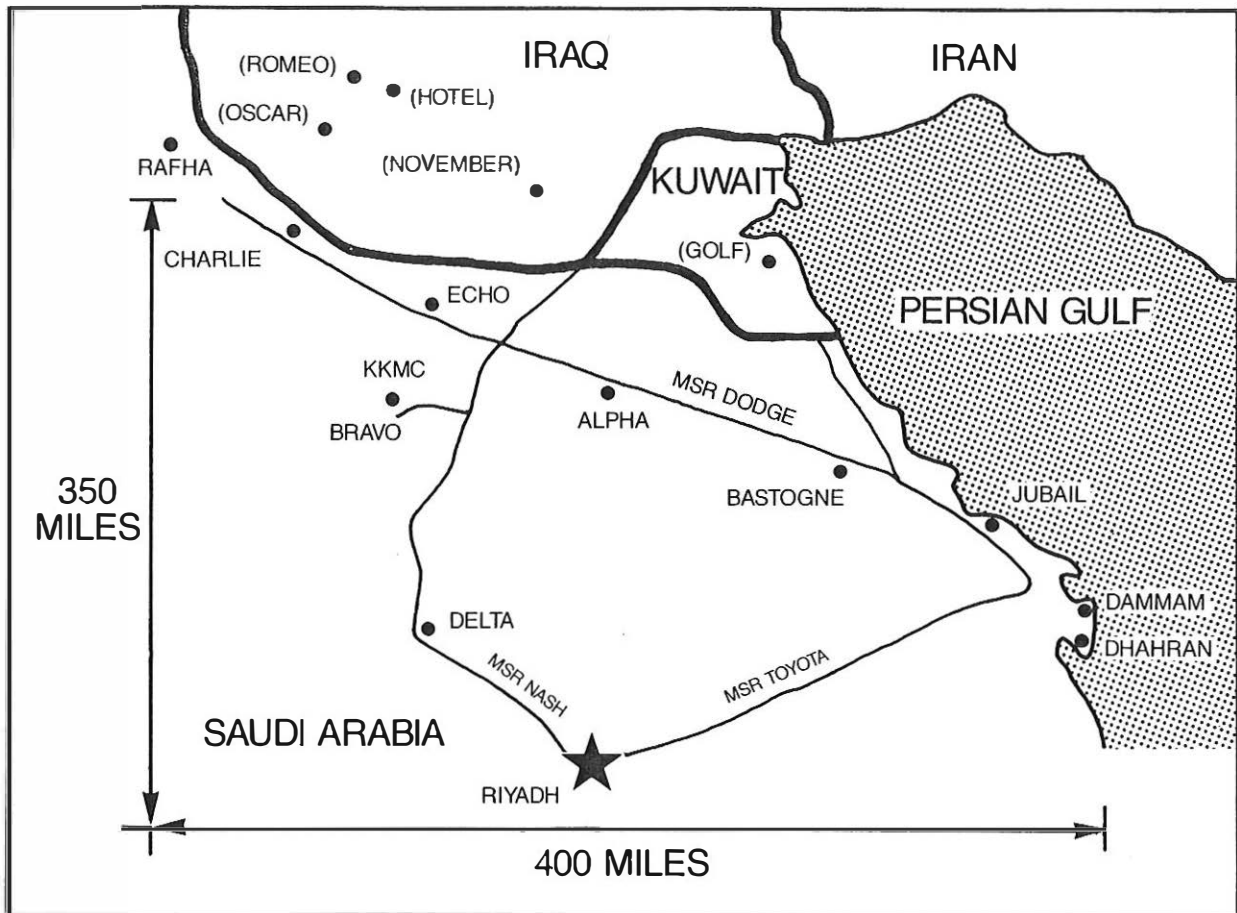 IRAQ
IRAN
(ROMEO)
(HOTEL)
(OSCAR)
RAFHA
(NOVEMBER)
KUWAIT
CHARLIE
(GOLF)
ECHO
PERSIAN GULF
KKMC
BRAVO
ALPHA
MSR DODGE
350
MILES
BASTOGNE
JUBAIL
DELTA
DAMMAM
DHAHRAN
MSR NASH
MSR TOYOTA
SAUDI ARABIA
RIYADH
400 MILES